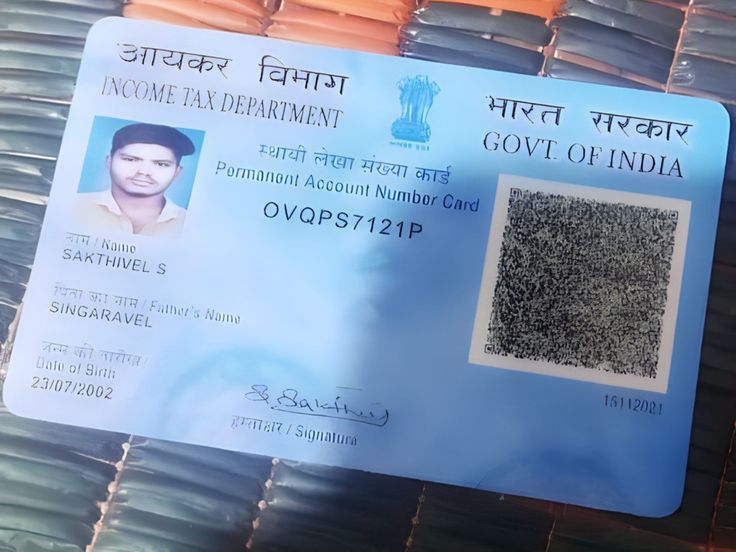 आयकर विभाग
INCOME TAX DEPARTMENT
भारत सरकार
GOVT. OF INDIA
स्थायी लेखा संख्या कार्ड
Permanent Account Number Card
OVQPS7121P
नाम / Name
SAKTHIVEL S
पिता का नाम / Father's Name
SINGARAVEL
जन्म की तारीख /
Date of Birth
23/07/2002
S. Sakthivel
हस्ताक्षर / Signature